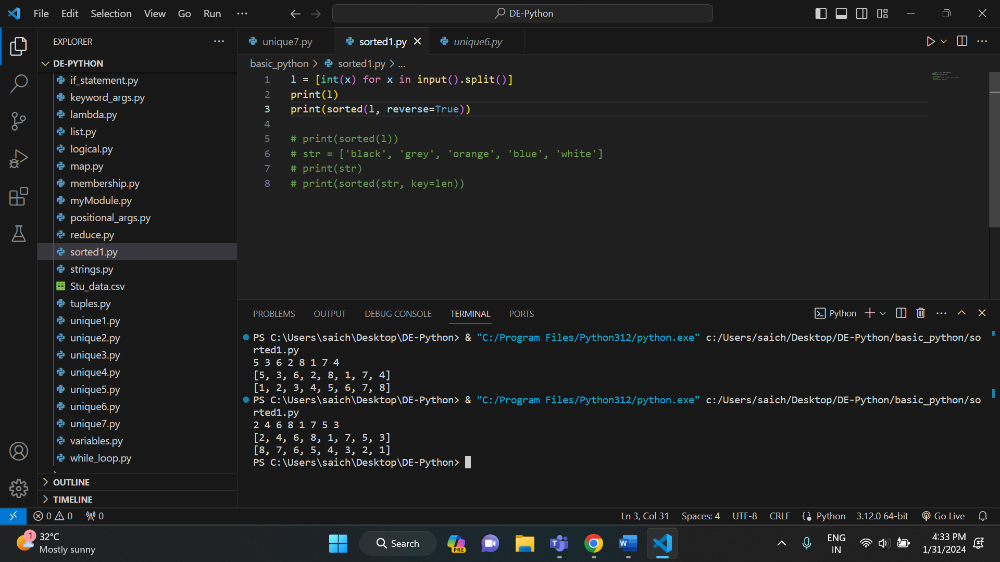 File Edit Selection View Go Run ···
DE-Python
EXPLORER
DE-PYTHON
if_statement.py
keyword_args.py
lambda.py
list.py
logical.py
map.py
membership.py
myModule.py
positional_args.py
reduce.py
sorted1.py
strings.py
Stu_data.csv
tuples.py
unique1.py
unique2.py
unique3.py
unique4.py
unique5.py
unique6.py
unique7.py
variables.py
while_loop.py
OUTLINE
TIMELINE
unique7.py sorted1.py unique6.py
basic_python > sorted1.py > ...
1 l = [int(x) for x in input().split()]
2 print(l)
3 print(sorted(l, reverse=True))
4
5 # print(sorted(l))
6 # str = ['black', 'grey', 'orange', 'blue', 'white']
7 # print(str)
8 # print(sorted(str, key=len))
PROBLEMS OUTPUT DEBUG CONSOLE TERMINAL PORTS
Python
PS C:\Users\saich\Desktop\DE-Python> & "C:/Program Files/Python312/python.exe" c:/Users/saich/Desktop/DE-Python/basic_python/so
rted1.py
5 3 6 2 8 1 7 4
[5, 3, 6, 2, 8, 1, 7, 4]
[1, 2, 3, 4, 5, 6, 7, 8]
PS C:\Users\saich\Desktop\DE-Python> & "C:/Program Files/Python312/python.exe" c:/Users/saich/Desktop/DE-Python/basic_python/so
rted1.py
2 4 6 8 1 7 5 3
[2, 4, 6, 8, 1, 7, 5, 3]
[8, 7, 6, 5, 4, 3, 2, 1]
PS C:\Users\saich\Desktop\DE-Python>
0 0 0
Ln 3, Col 31 Spaces: 4 UTF-8 CRLF {} Python 3.12.0 64-bit Go Live
1
32°C
Mostly sunny
Search
PRE
ENG
IN
4:33 PM
1/31/2024